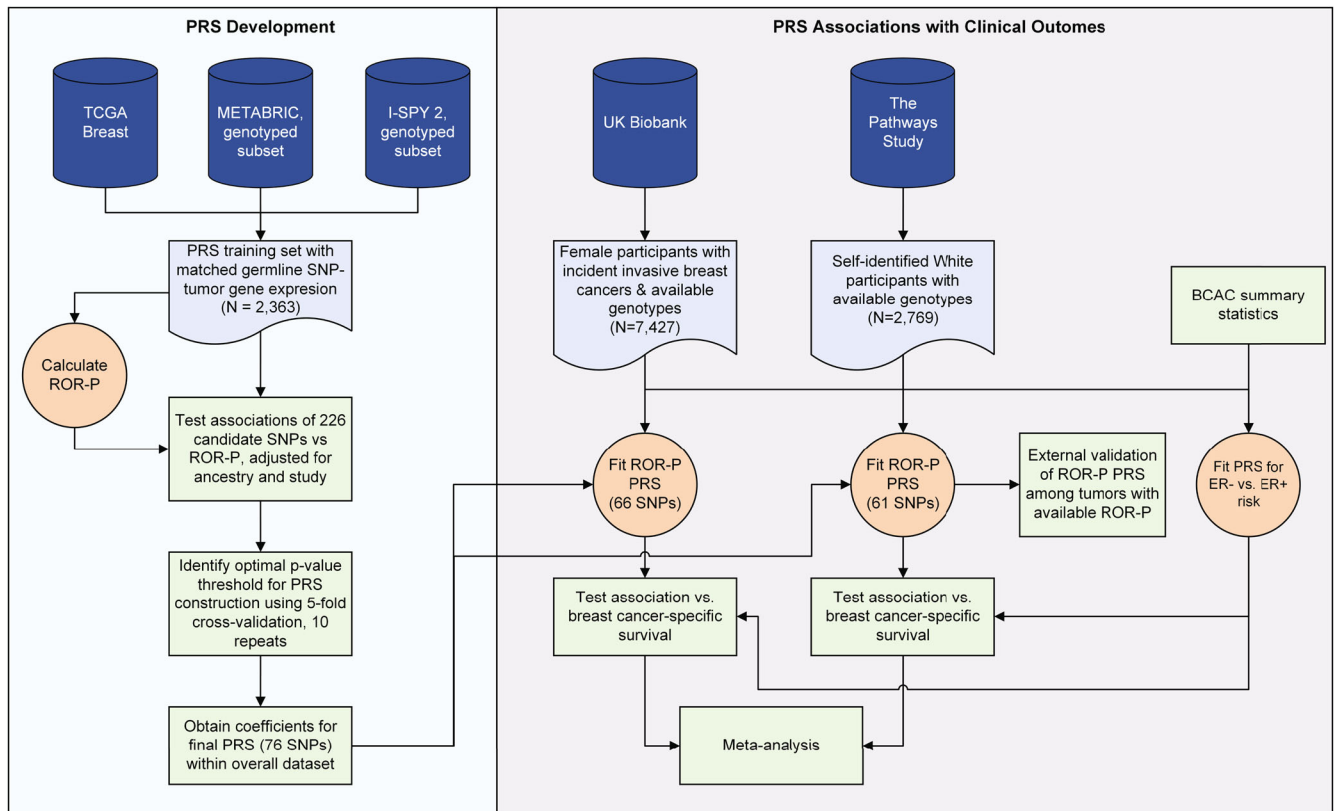 PRS Development
TCGA
Breast
METABRIC,
genotyped
subset
I-SPY 2,
genotyped
subset
PRS training set with
matched germline SNP-
tumor gene expresion
(N = 2,363)
Calculate
ROR-P
Test associations of 226
candidate SNPs vs
ROR-P, adjusted for
ancestry and study
Identify optimal p-value
threshold for PRS
construction using 5-fold
cross-validation, 10
repeats
Obtain coefficients for
final PRS (76 SNPs)
within overall dataset
PRS Associations with Clinical Outcomes
UK Biobank
The
Pathways
Study
Female participants with
incident invasive breast
cancers & available
genotypes
(N=7,427)
Self-identified White
participants with
available genotypes
(N=2,769)
BCAC summary
statistics
Fit ROR-P
PRS
(66 SNPs)
Fit ROR-P
PRS
(61 SNPs)
External validation
of ROR-P PRS
among tumors with
available ROR-P
Fit PRS for
ER- vs. ER+
risk
Test association vs.
breast cancer-specific
survival
Test association vs.
breast cancer-specific
survival
Meta-analysis